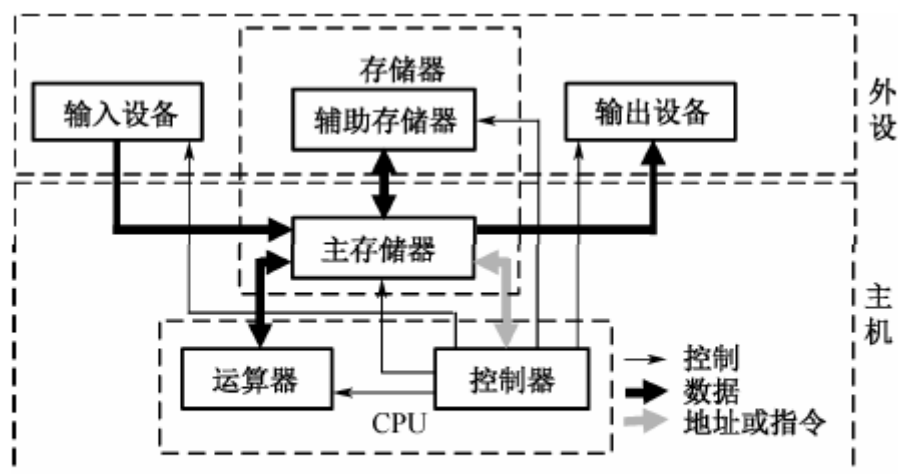 存储器
输入设备
辅助存储器
输出设备
外设
主存储器
主机
运算器
控制器
CPU
控制
数据
地址或指令